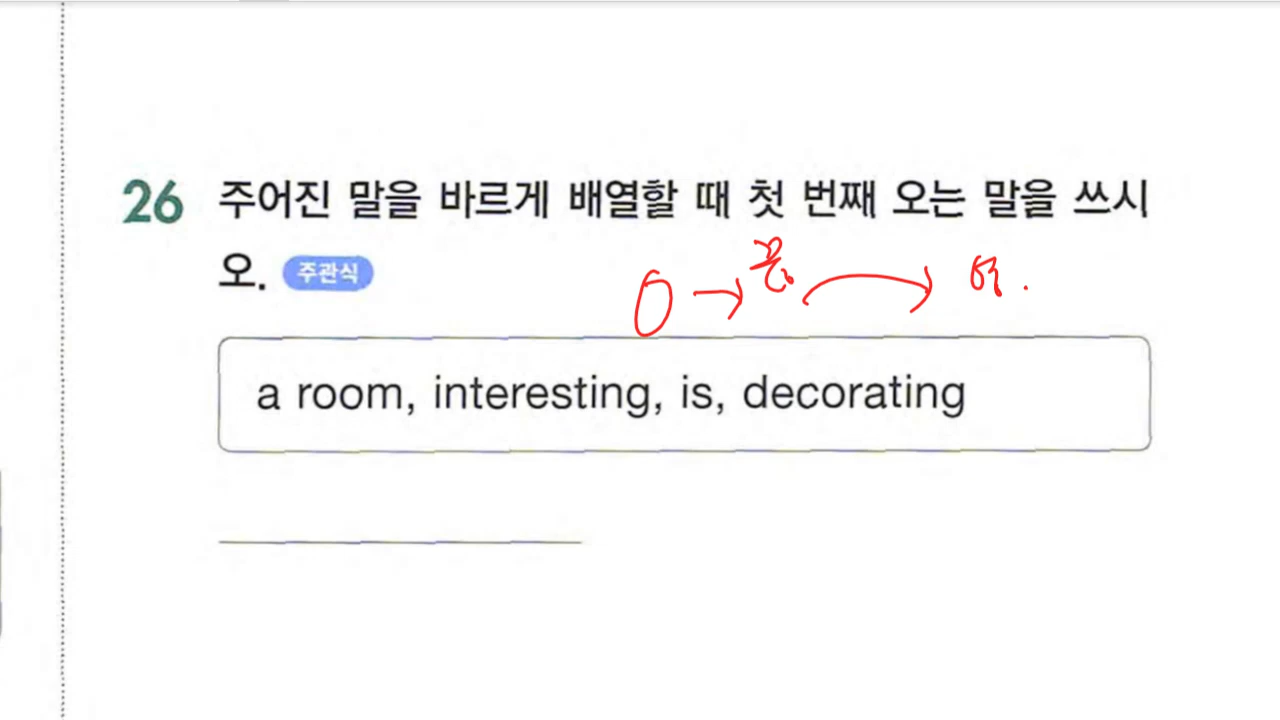 26 주어진 말을 바르게 배열할 때 첫 번째 오는 말을 쓰시
오. 주관식
a room, interesting, is, decorating